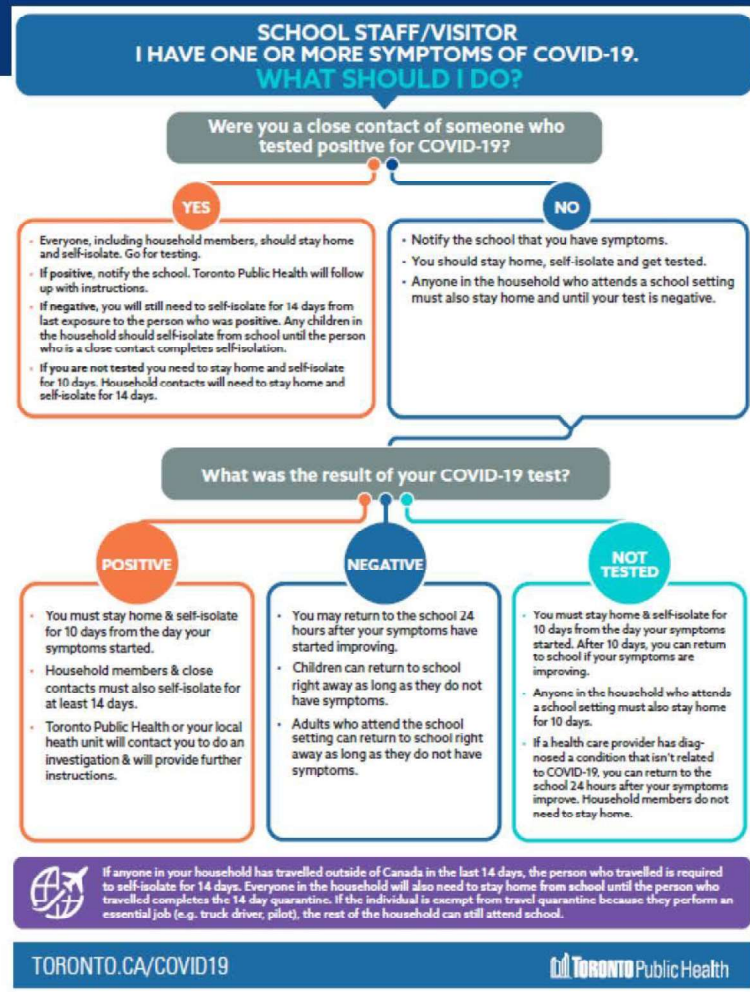 SCHOOL STAFF/VISITOR
I HAVE ONE OR MORE SYMPTOMS OF COVID-19.
WHAT SHOULD I DO?
Were you a close contact of someone who
tested positive for COVID-19?
YES
- Everyone, including household members, should stay home
and self-isolate. Go for testing.
- If positive, notify the school. Toronto Public Health will follow
up with instructions.
- If negative, you will still need to self-isolate for 14 days from
last exposure to the person who was positive. Any children in
the household should self-isolate from school until the person
who is a close contact completes self-isolation.
- If you are not tested you need to stay home and self-isolate
for 10 days. Household contacts will need to stay home and
self-isolate for 14 days.
NO
• Notify the school that you have symptoms.
- You should stay home, self-isolate and get tested.
• Anyone in the household who attends a school setting
must also stay home and until your test is negative.
What was the result of your COVID-19 test?
POSITIVE
• You must stay home & self-isolate
for 10 days from the day your
symptoms started.
• Household members & close
contacts must also self-isolate for
at least 14 days.
• Toronto Public Health or your local
heath unit will contact you to do an
investigation & will provide further
instructions.
NEGATIVE
• You may return to the school 24
hours after your symptoms have
started improving.
• Children can return to school
right away as long as they do not
have symptoms.
• Adults who attend the school
setting can return to school right
away as long as they do not have
symptoms.
NOT
TESTED
• You must stay home & self-isolate for
10 days from the day your symptoms
started. After 10 days, you can return
to school if your symptoms are
improving.
• Anyone in the household who attends
a school setting must also stay home
for 10 days.
• If a health care provider has diag-
nosed a condition that isn't related
to COVID-19, you can return to the
school 24 hours after your symptoms
improve. Household members do not
need to stay home.
If anyone in your household has travelled outside of Canada in the last 14 days, the person who travelled is required
to self-isolate for 14 days. Everyone in the household will also need to stay home from school until the person who
travelled completes the 14 day quarantine. If the individual is exempt from travel quarantine because they perform an
essential job (e.g. truck driver, pilot), the rest of the household can still attend school.
TORONTO.CA/COVID19
TORONTO Public Health